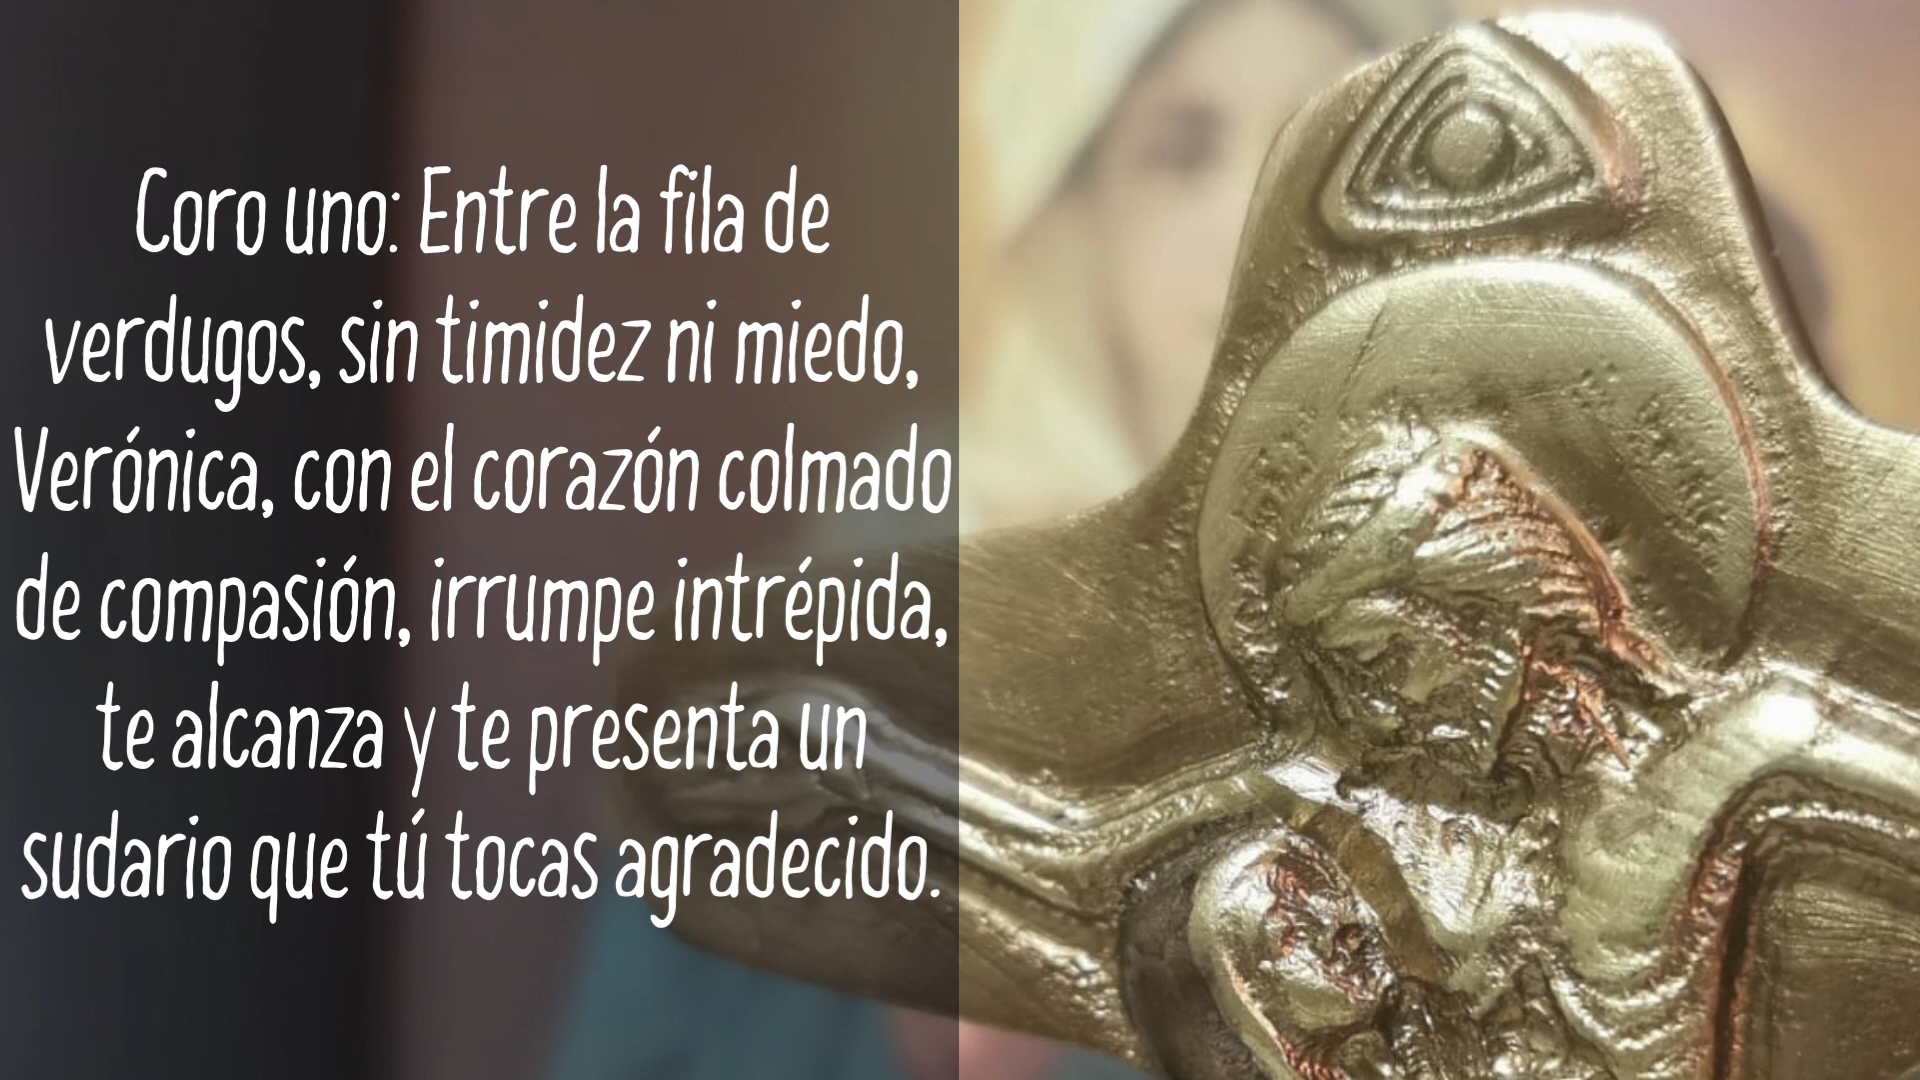 Coro uno: Entre la fila de
verdugos, sin timidez ni miedo,
Verónica, con el corazón colmado
de compasión, irrumpe intrépida,
te alcanza y te presenta un
sudario que tú tocas agradecido.